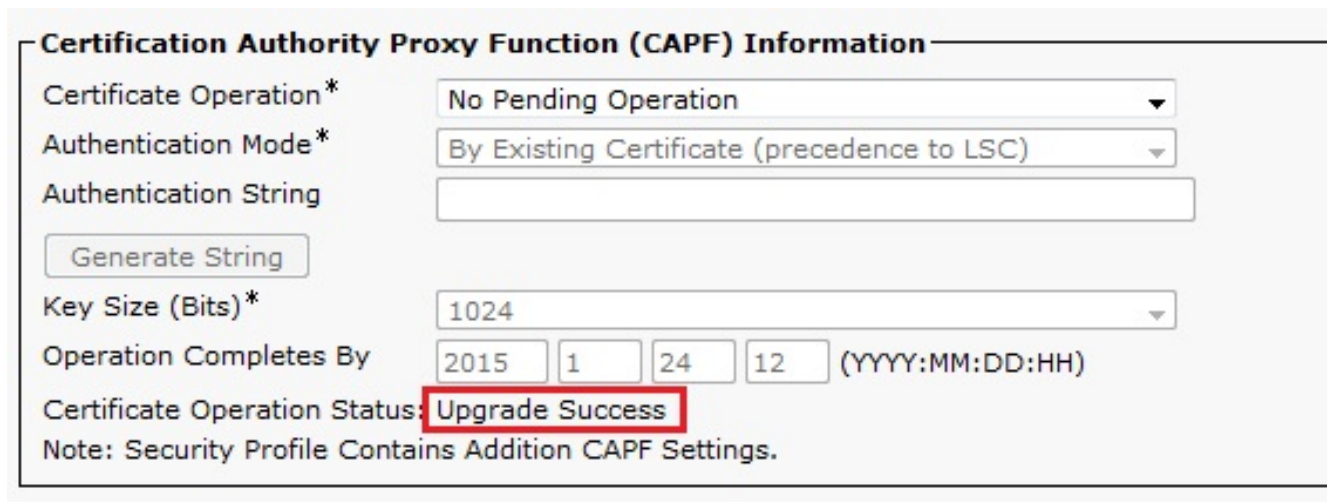 Certification Authority Proxy Function (CAPF) Information
Certificate Operation* No Pending Operation
Authentication Mode* By Existing Certificate (precedence to LSC)
Authentication String
Generate String
Key Size (Bits)* 1024
Operation Completes By 2015 1 24 12 (YYYY:MM:DD:HH)
Certificate Operation Status: Upgrade Success
Note: Security Profile Contains Addition CAPF Settings.